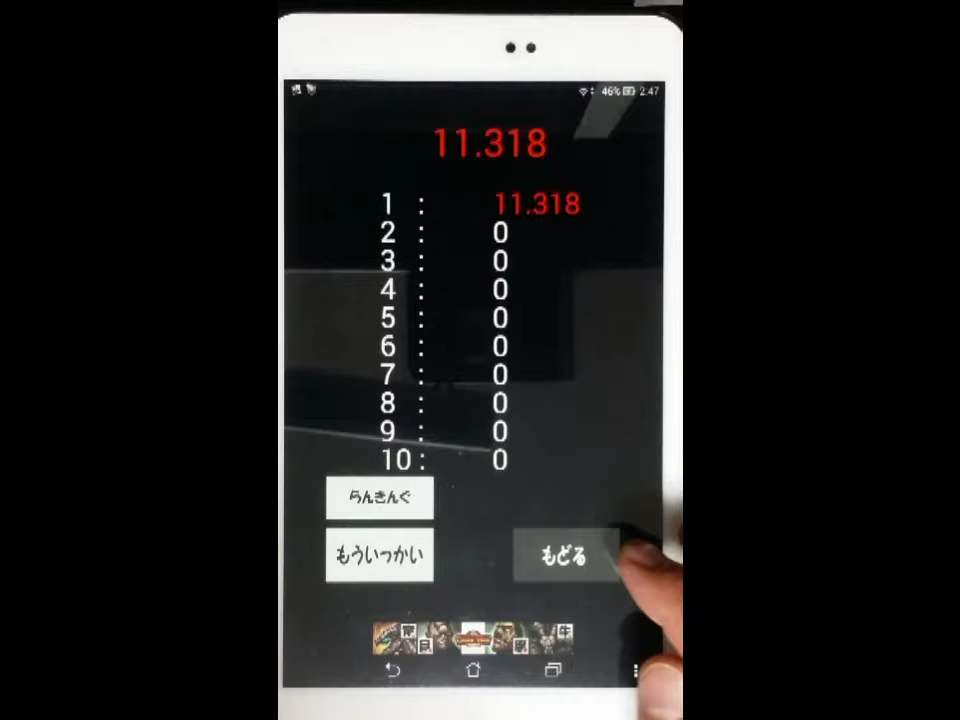 46% 2:47
11.318
1 : 11.318
2 : 0
3 : 0
4 : 0
5 : 0
6 : 0
7 : 0
8 : 0
9 : 0
10 : 0
らんきんぐ
もういっかい
もどる